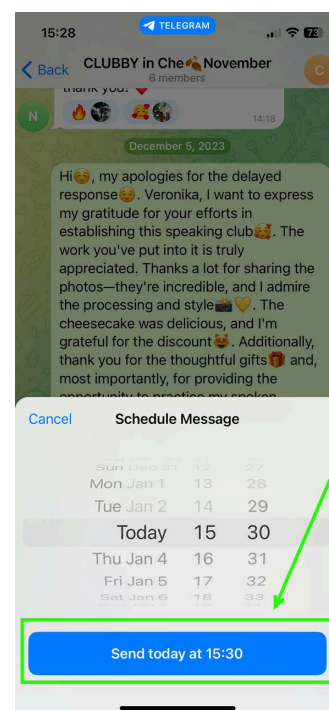 15:28
TELEGRAM
73
Back
CLUBBY in Che🍂November
6 members
C
thank you! ❤️
N
14:18
December 5, 2023
Hi😊, my apologies for the delayed
response😌. Veronika, I want to express
my gratitude for your efforts in
establishing this speaking club🥰. The
work you've put into it is truly
appreciated. Thanks a lot for sharing the
photos—they're incredible, and I admire
the processing and style📸💛. The
cheesecake was delicious, and I'm
grateful for the discount😻. Additionally,
thank you for the thoughtful gifts🎁 and,
most importantly, for providing the
opportunity to practice my spoken
Cancel
Schedule Message
Sun Dec 31 12 27
Mon Jan 1 13 28
Tue Jan 2 14 29
Today 15 30
Thu Jan 4 16 31
Fri Jan 5 17 32
Sat Jan 6 18 33
Send today at 15:30